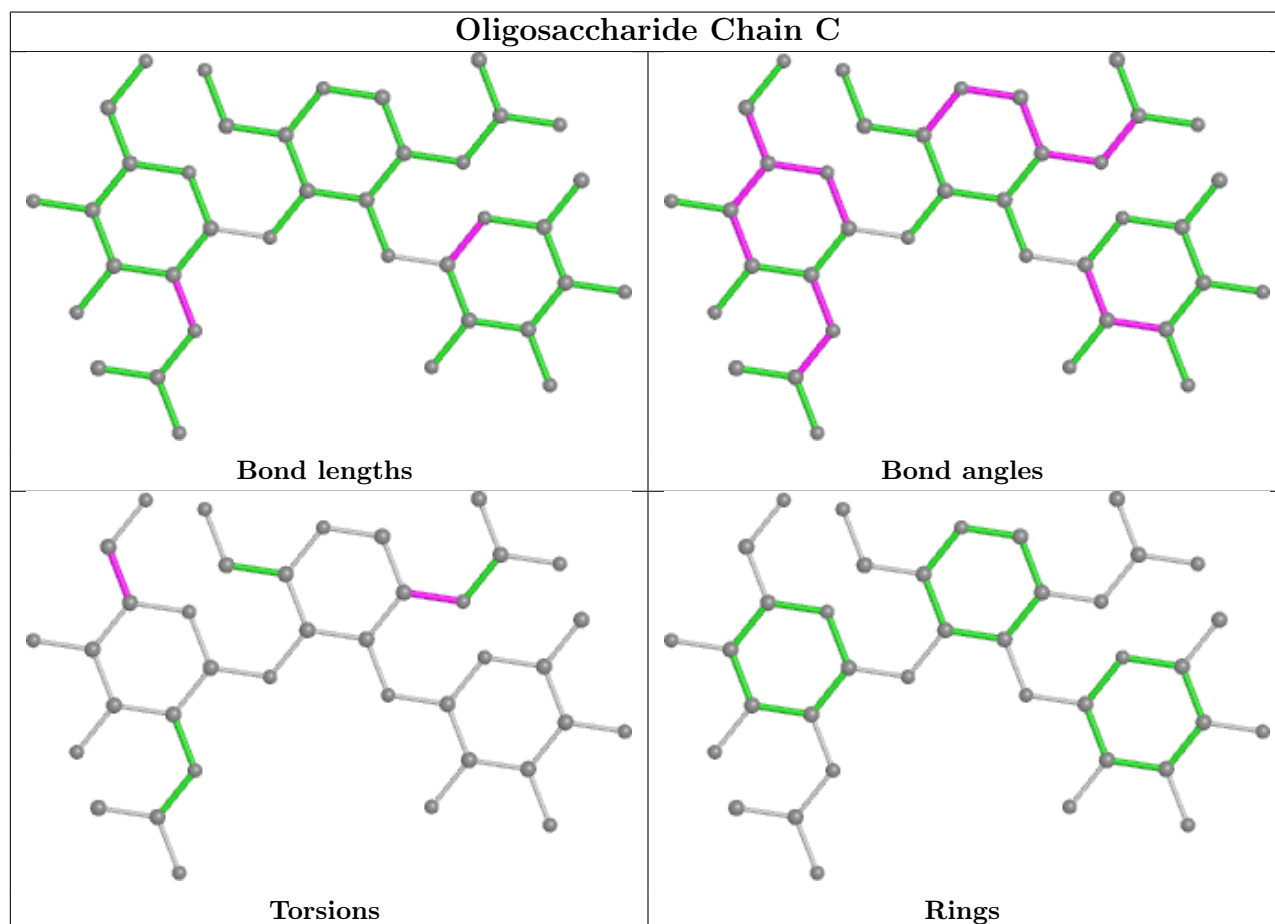 Oligosaccharide Chain C
Bond lengths
Bond angles
Torsions
Rings